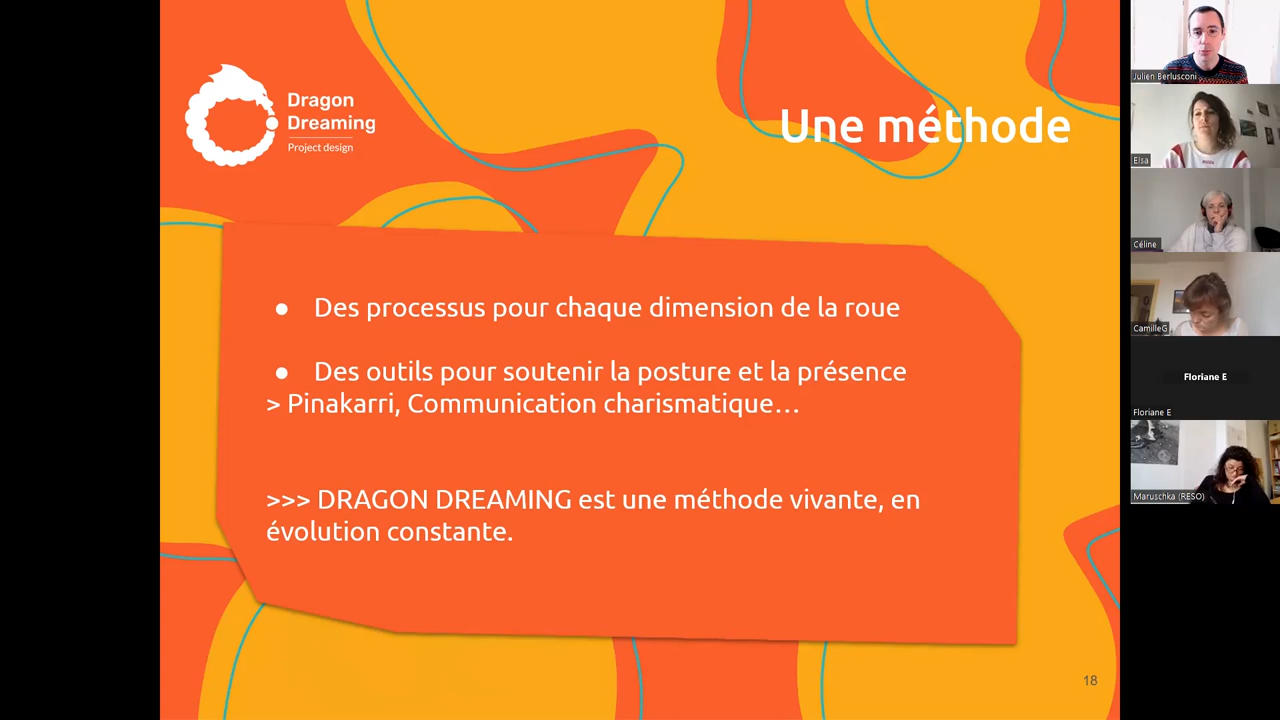 Dragon
Dreaming
Project design
Une méthode
● Des processus pour chaque dimension de la roue
● Des outils pour soutenir la posture et la présence
> Pinakarri, Communication charismatique…
>>> DRAGON DREAMING est une méthode vivante, en
évolution constante.
18
Julien Berlusconi
Elsa
Céline
CamilleG
Floriane E
Floriane E
Maruschka (RESO)